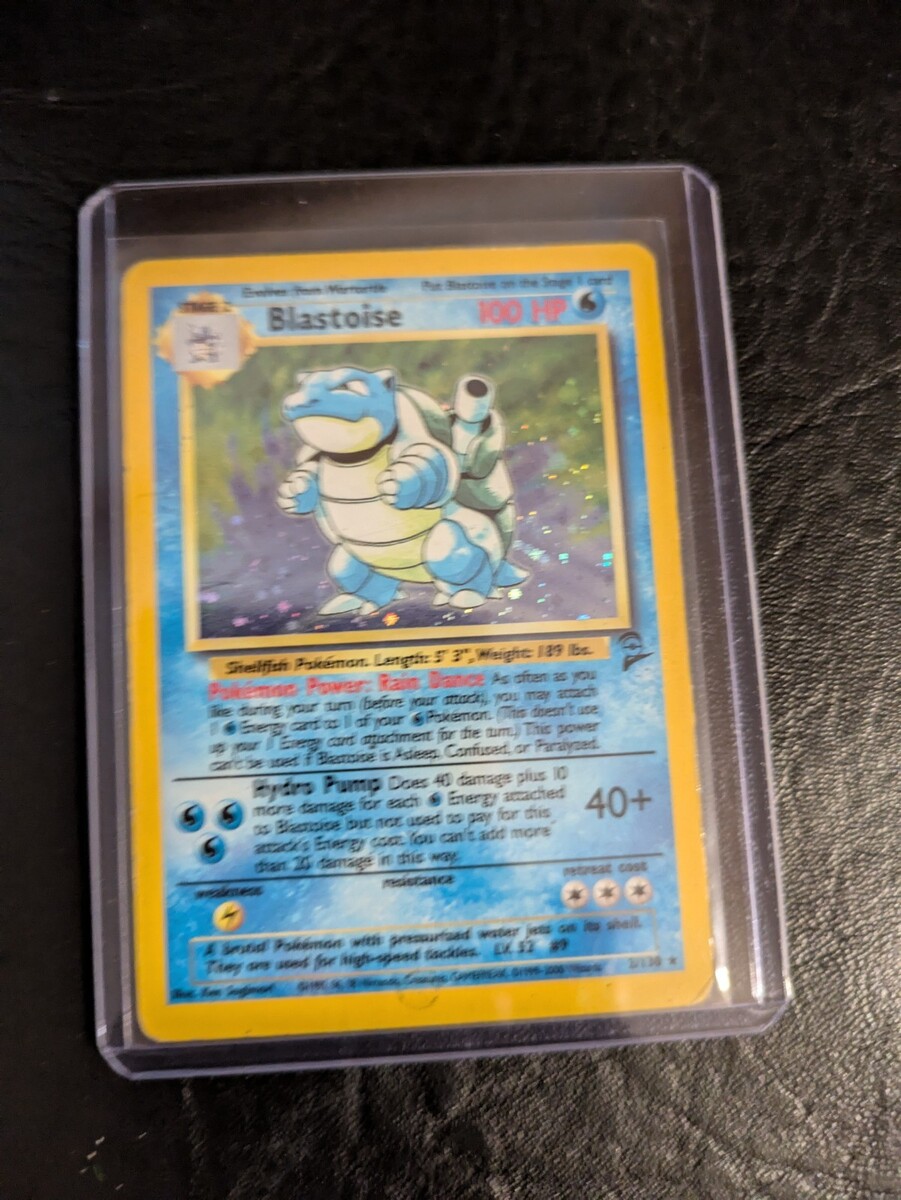 Evolves from Wartortle Put Blastoise on the Stage 1 card
STAGE 2
Blastoise 100 HP
Shellfish Pokémon. Length: 5' 3", Weight: 189 lbs.
Pokémon Power: Rain Dance As often as you
like during your turn (before your attack), you may attach
1 Energy card to 1 of your Pokémon. (This doesn't use
up your 1 Energy card attachment for the turn.) This power
can't be used if Blastoise is Asleep, Confused, or Paralyzed.
Hydro Pump Does 40 damage plus 10
more damage for each Energy attached
to Blastoise but not used to pay for this
attack's Energy cost. You can't add more
than 20 damage in this way.
40+
weakness resistance retreat cost
A brutal Pokémon with pressurized water jets on its shell.
They are used for high-speed tackles. LV. 52 #9
Illus. Ken Sugimori 2/130